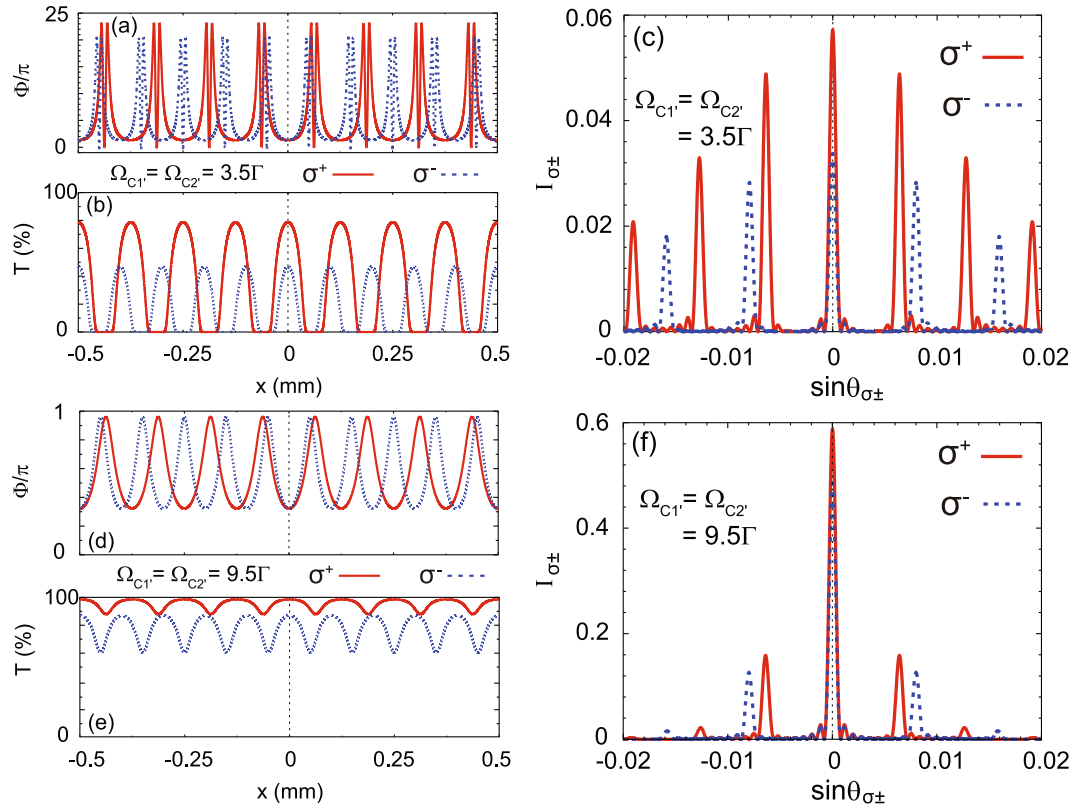 25
(a)
Φ/π
0
Ω_C1' = Ω_C2' = 3.5Γ σ⁺ σ⁻
100
(b)
T (%)
0
-0.5 -0.25 0 0.25 0.5
x (mm)
0.06
(c)
σ⁺
σ⁻
Ω_C1' = Ω_C2'
= 3.5Γ
0.04
I_σ±
0.02
0
-0.02 -0.01 0 0.01 0.02
sinθ_σ±
1
Φ/π
(d)
0
Ω_C1' = Ω_C2' = 9.5Γ σ⁺ σ⁻
100
T (%)
(e)
0
-0.5 -0.25 0 0.25 0.5
x (mm)
0.6
(f)
σ⁺
σ⁻
Ω_C1' = Ω_C2'
= 9.5Γ
0.4
I_σ±
0.2
0
-0.02 -0.01 0 0.01 0.02
sinθ_σ±